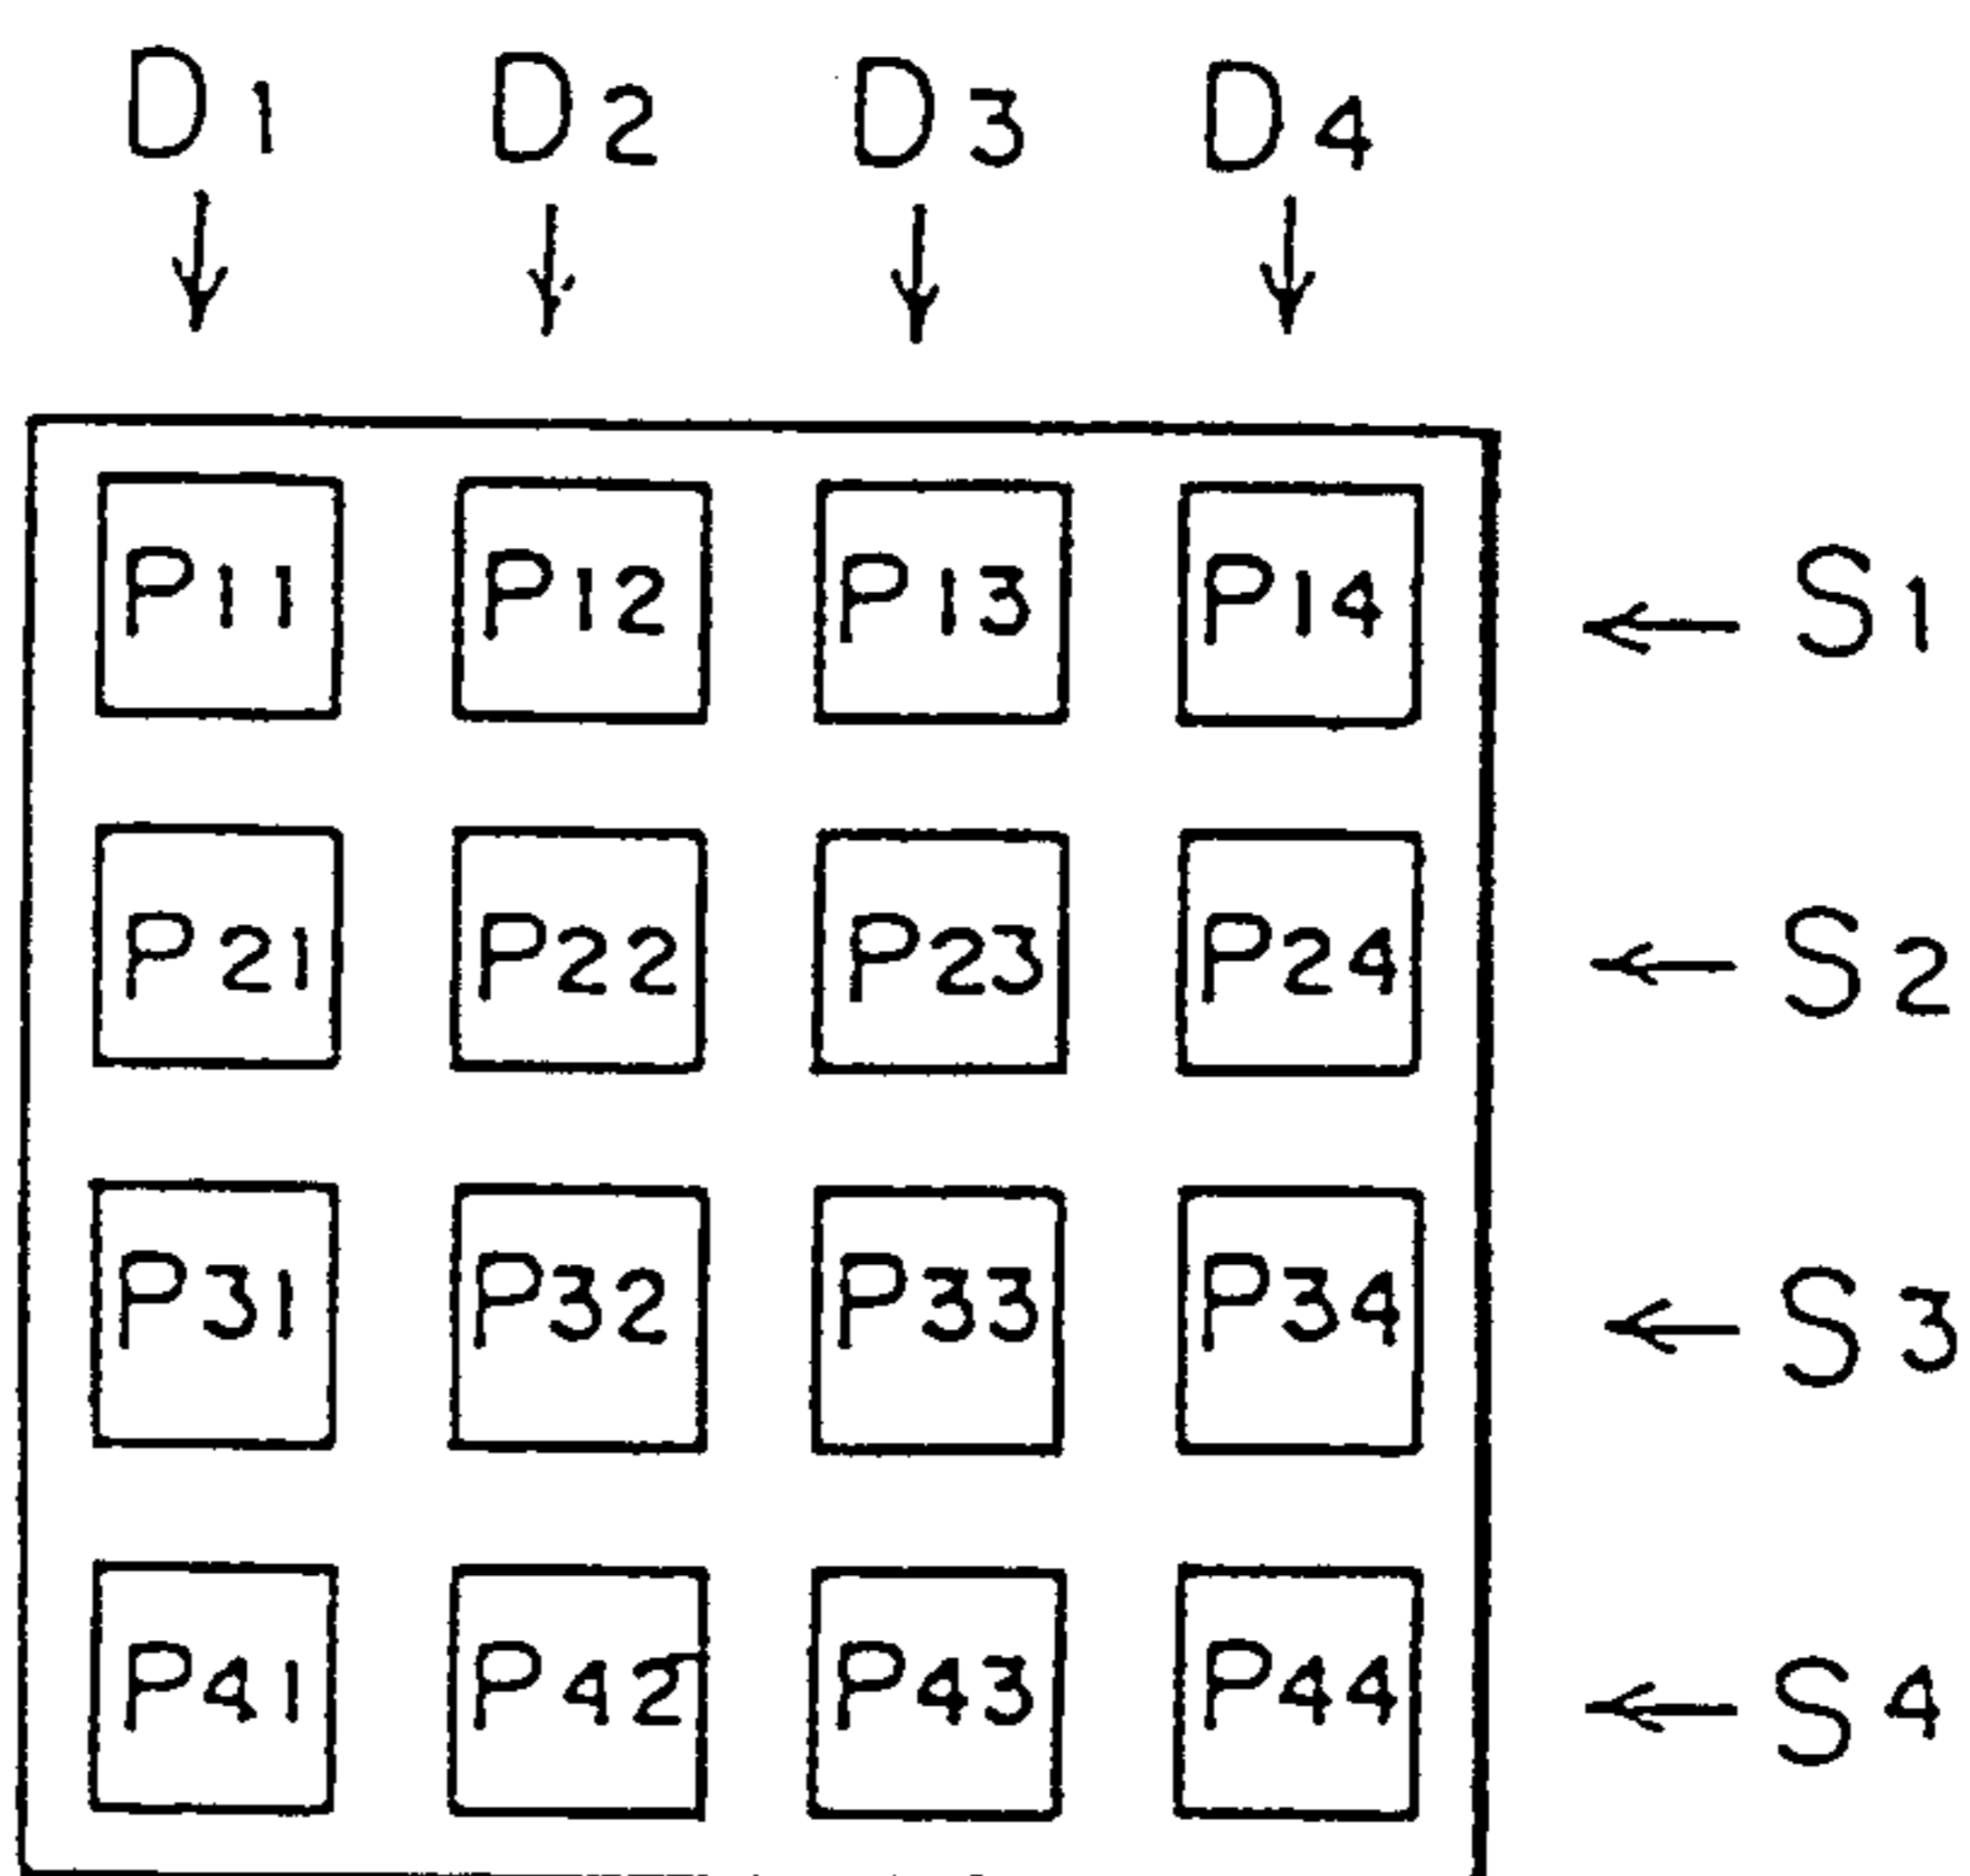 D1 D2 D3 D4
P11 P12 P13 P14 S1
P21 P22 P23 P24 S2
P31 P32 P33 P34 S3
P41 P42 P43 P44 S4